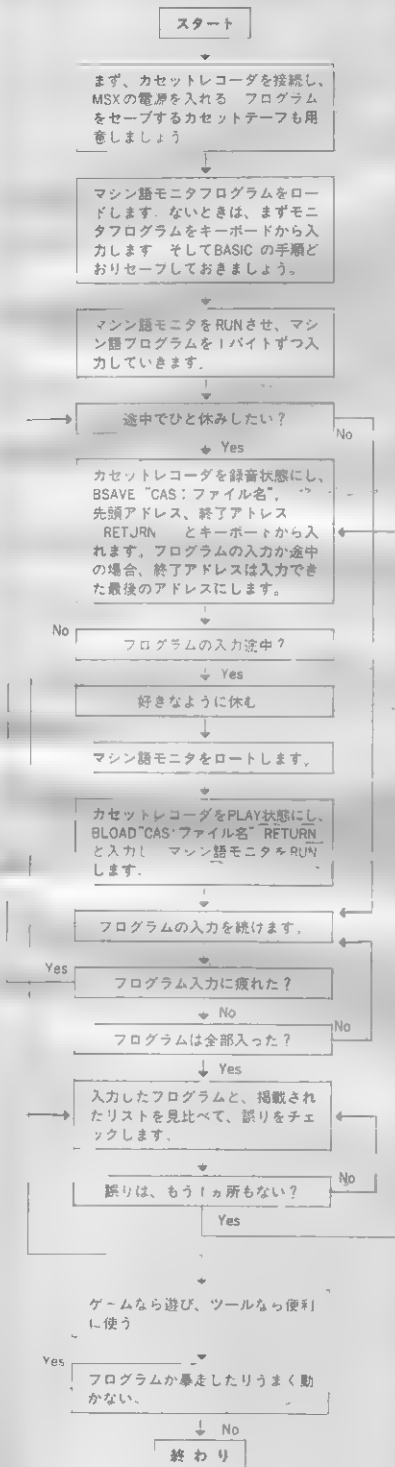 スタート
まず、カセットレコーダを接続し、
MSXの電源を入れる プログラム
をセーブするカセットテープも用
意しましょう
マシン語モニタプログラムをロー
ドします. ないときは、まずモニ
タプログラムをキーボードから入
力します そしてBASIC の手順ど
おりセーブしておきましょう。
マシン語モニタをRUNさせ、マシ
ン語プログラムを1バイトずつ入
力していきます.
途中でひと休みしたい?
No
Yes
カセットレコーダを録音状態にし、
BSAVE "CAS:ファイル名",
先頭アドレス、終了アドレス
RETURN とキーボードから入
れます。プログラムの入力が途中
の場合、終了アドレスは入力でき
た最後のアドレスにします。
No
プログラムの入力途中?
Yes
好きなように休む
マシン語モニタをロードします.
カセットレコーダをPLAY状態にし、
BLOAD"CAS:ファイル名" RETURN
と入力し マシン語モニタをRUN
します.
プログラムの入力を続けます.
Yes
プログラム入力に疲れた?
No
プログラムは全部入った?
No
Yes
入力したプログラムと、掲載され
たリストを見比べて、誤りをチェ
ックします.
誤りは、もう1ヵ所もない?
No
Yes
ゲームなら遊び、ツールなら便利
に使う
Yes
プログラムが暴走したりうまく動
かない.
No
終わり